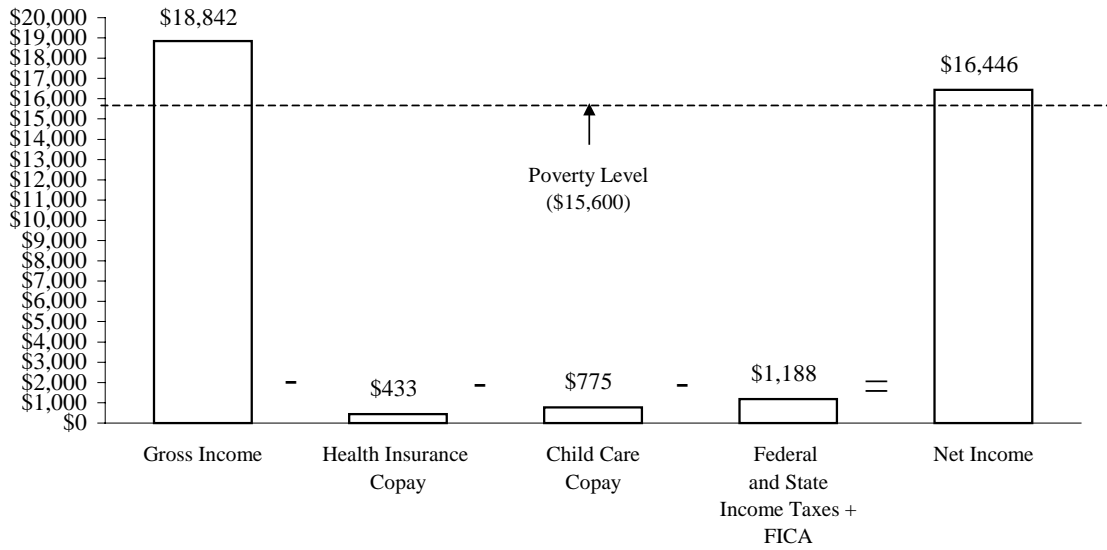 $20,000
$19,000
$18,000
$17,000
$16,000
$15,000
$14,000
$13,000
$12,000
$11,000
$10,000
$9,000
$8,000
$7,000
$6,000
$5,000
$4,000
$3,000
$2,000
$1,000
$0
$18,842
$16,446
Poverty Level
($15,600)
- $433 - $775 - $1,188 =
Gross Income
Health Insurance
Copay
Child Care
Copay
Federal
and State
Income Taxes +
FICA
Net Income